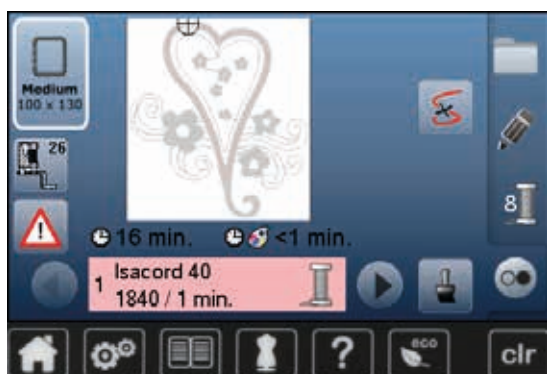 Medium
100 x 130
26
16 min.
<1 min.
8
1
Isacord 40
1840 / 1 min.
eco
?
clr